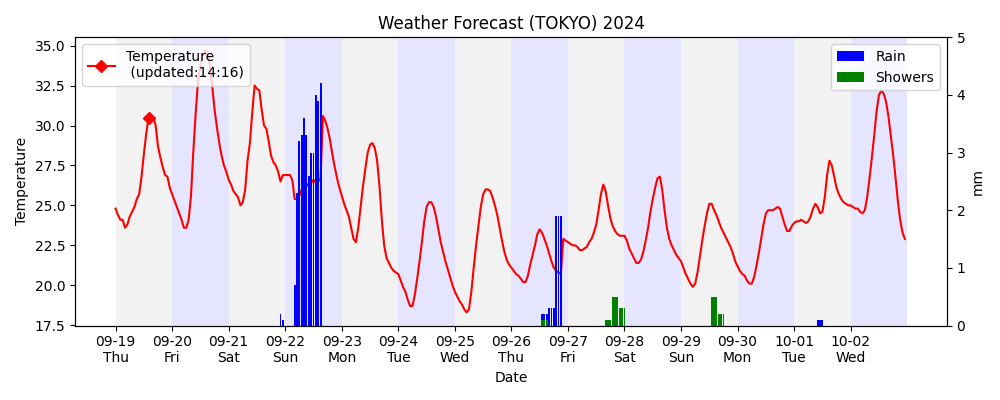 Weather Forecast (TOKYO) 2024
Temperature
(updated:14:16)
Rain
Showers
35.0
32.5
30.0
27.5
25.0
22.5
20.0
17.5
Temperature
5
4
3
2
1
0
mm
09-19 09-20 09-21 09-22 09-23 09-24 09-25 09-26 09-27 09-28 09-29 09-30 10-01 10-02
Thu Fri Sat Sun Mon Tue Wed Thu Fri Sat Sun Mon Tue Wed
Date